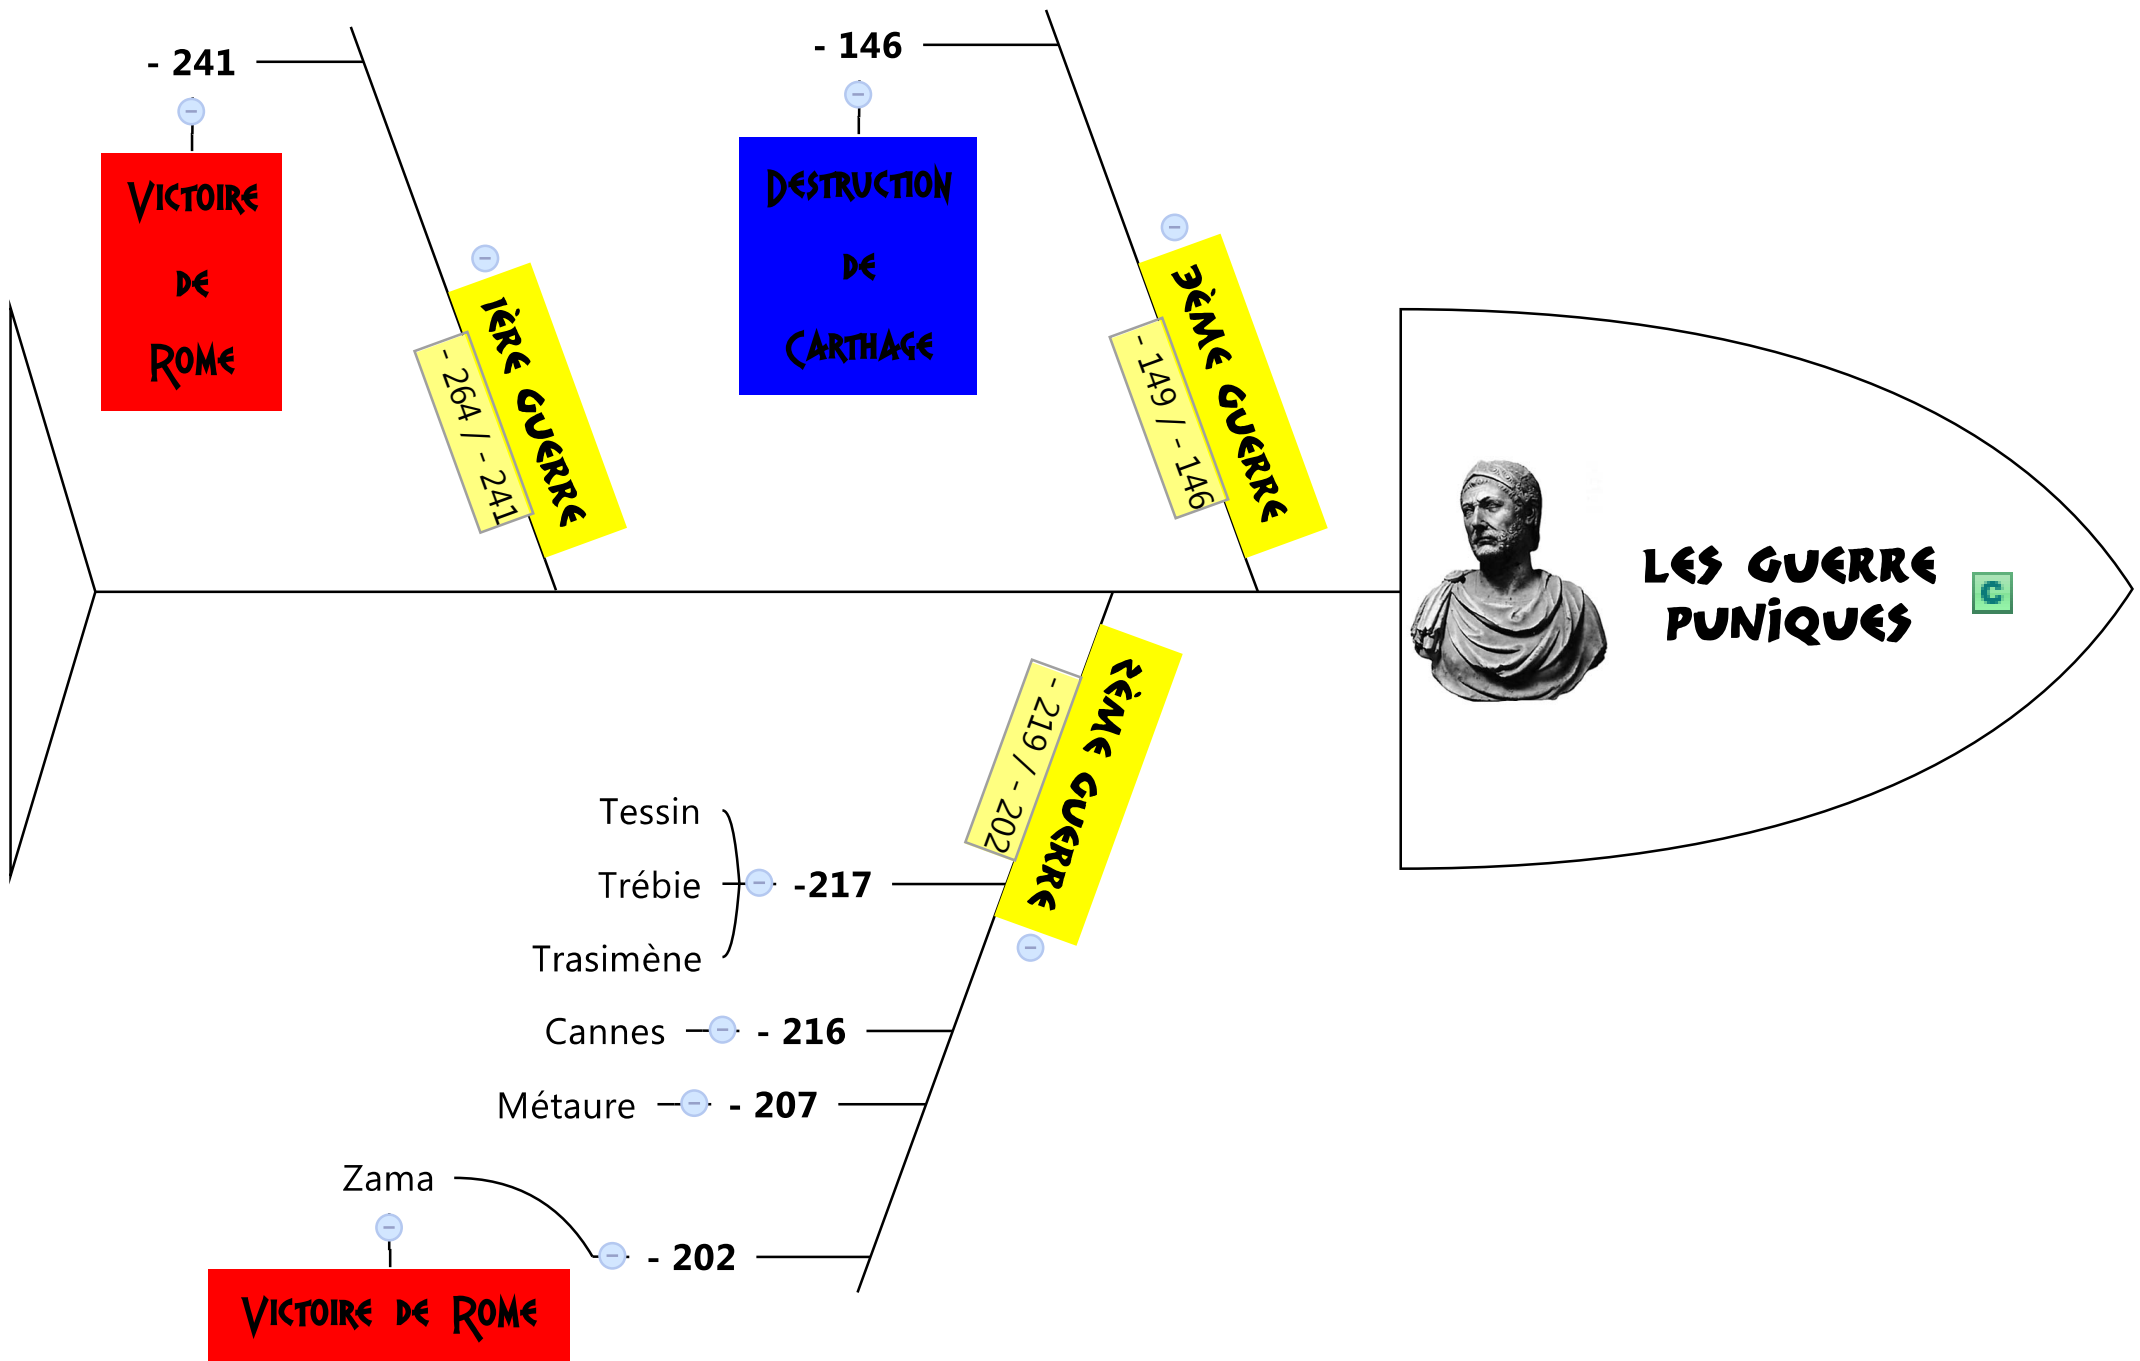 - 241
Victoire
de
Rome
1ère guerre
- 264 / - 241
- 146
Destruction
de
Carthage
3ème guerre
- 149 / - 146
Les guerre
puniques
C
2ème guerre
- 219 / - 202
Tessin
Trébie
-217
Trasimène
Cannes
- 216
Métaure
- 207
Zama
- 202
Victoire de Rome